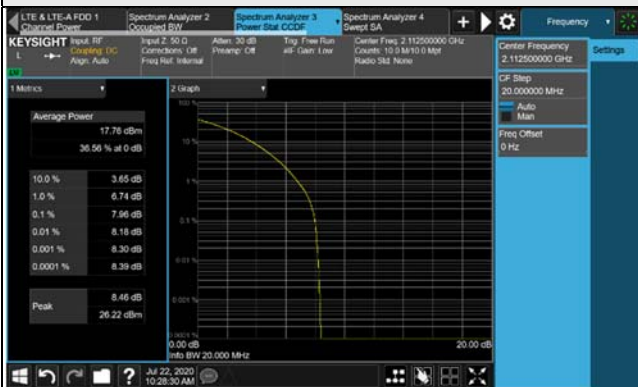 LTE & LTE-A FDD 1
Channel Power
Spectrum Analyzer 2
Occupied BW
Spectrum Analyzer 3
Power Stat CCDF
Spectrum Analyzer 4
Swept SA
Frequency
KEYSIGHT
L
Input: RF
Coupling: DC
Align: Auto
Input Z: 50 Ω
Corrections: Off
Freq Ref: Internal
Atten: 30 dB
Preamp: Off
Trig: Free Run
#IF Gain: Low
Center Freq: 2.112500000 GHz
Counts: 10.0 M/10.0 Mpt
Radio Std: None
Center Frequency
2.112500000 GHz
Settings
CF Step
20.000000 MHz
Auto
Man
Freq Offset
0 Hz
1 Metrics
2 Graph
Average Power
17.76 dBm
36.56 % at 0 dB
10.0 % 3.65 dB
1.0 % 6.74 dB
0.1 % 7.96 dB
0.01 % 8.18 dB
0.001 % 8.30 dB
0.0001 % 8.39 dB
Peak
8.46 dB
26.22 dBm
100 %
10 %
1 %
0.1 %
0.01 %
0.001 %
0.0001 %
0.00 dB
20.00 dB
Info BW 20.000 MHz
Jul 22, 2020
10:28:30 AM